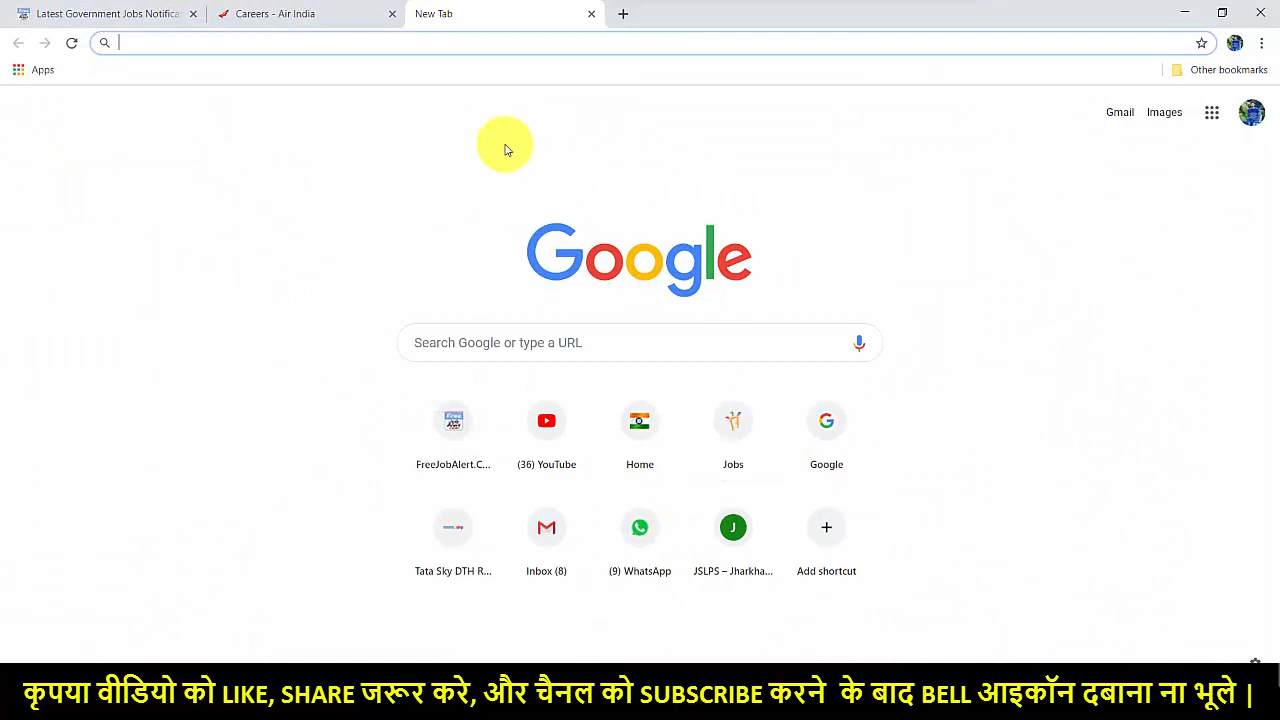 Latest Government Jobs Notifica
Careers - Air India
New Tab
Apps
Other bookmarks
Gmail
Images
Google
Search Google or type a URL
FreeJobAlert.C...
(36) YouTube
Home
Jobs
Google
Tata Sky DTH R...
Inbox (8)
(9) WhatsApp
JSLPS – Jharkha...
Add shortcut
कृपया वीडियो को LIKE, SHARE जरूर करे, और चैनल को SUBSCRIBE करने के बाद BELL आइकॉन दबाना ना भूले |